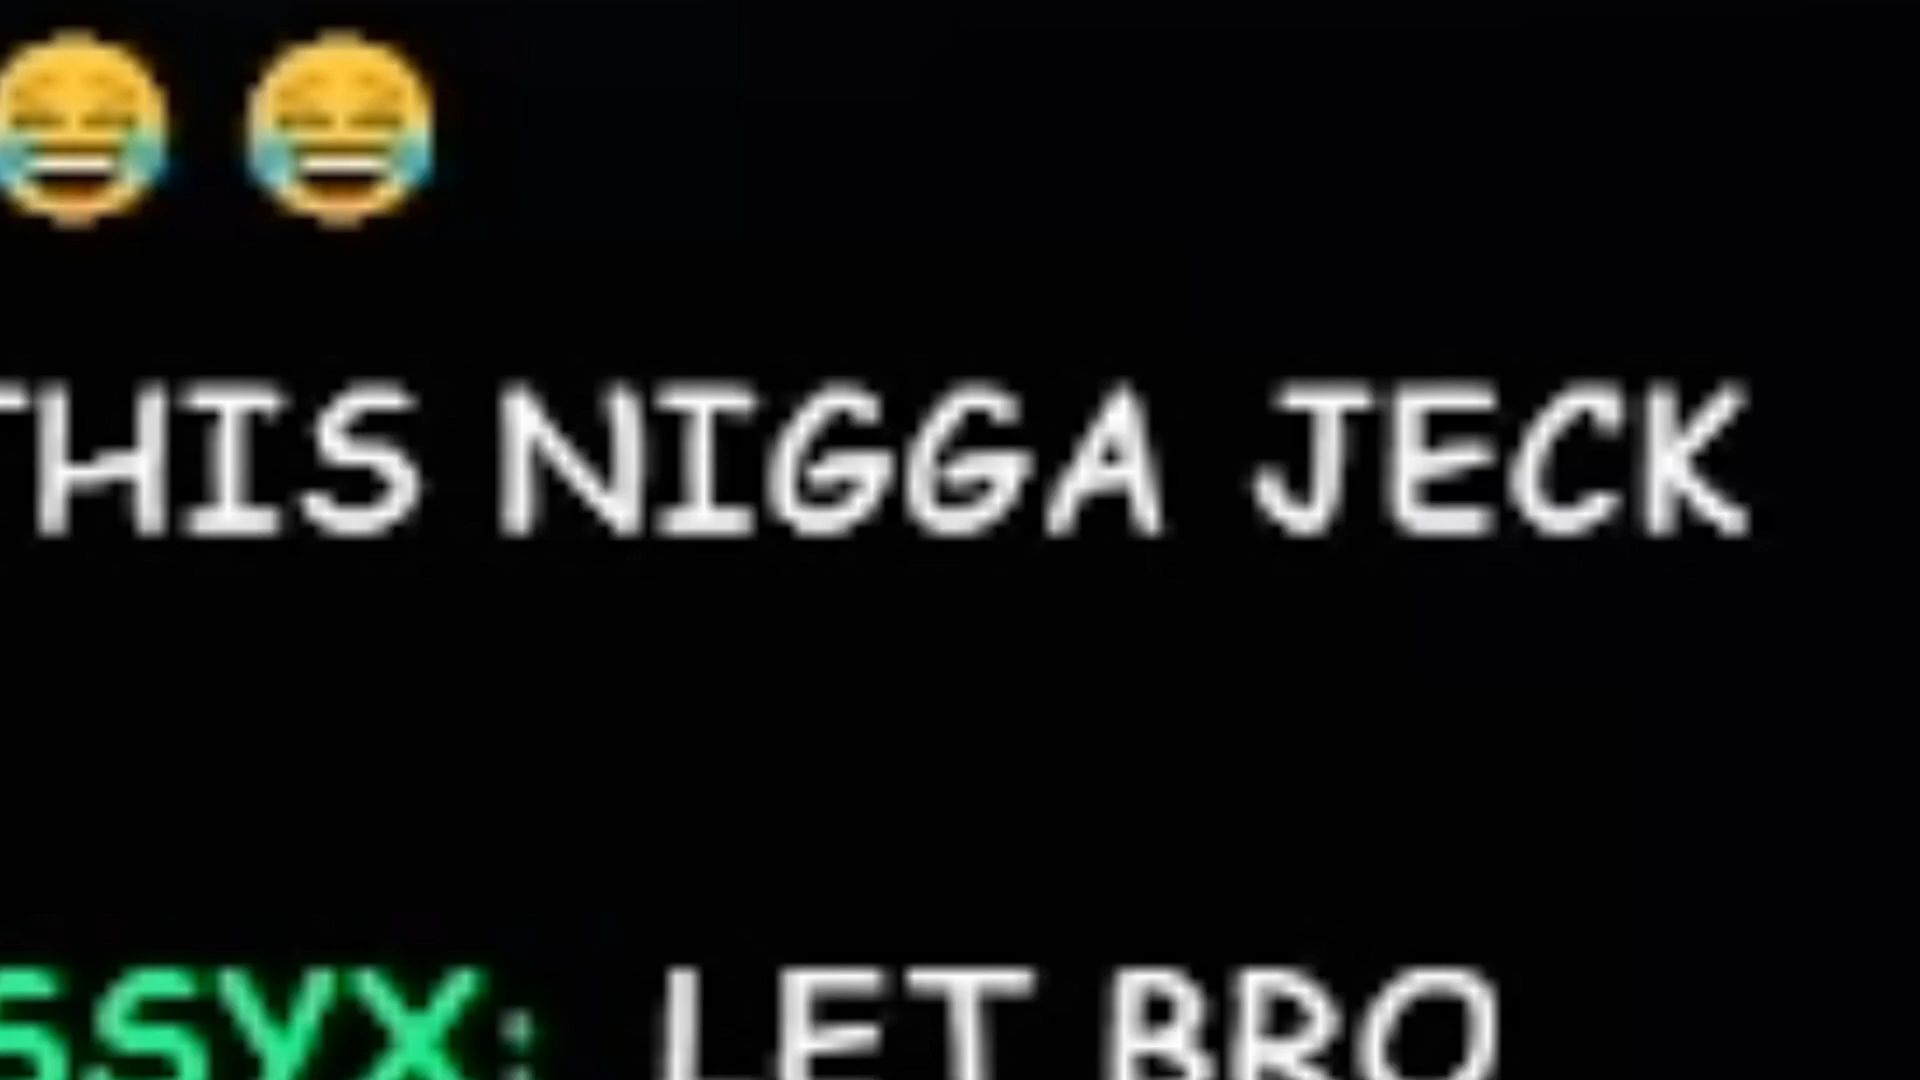 😂 😂
THIS NIGGA JECK
SSYX: LET BRO